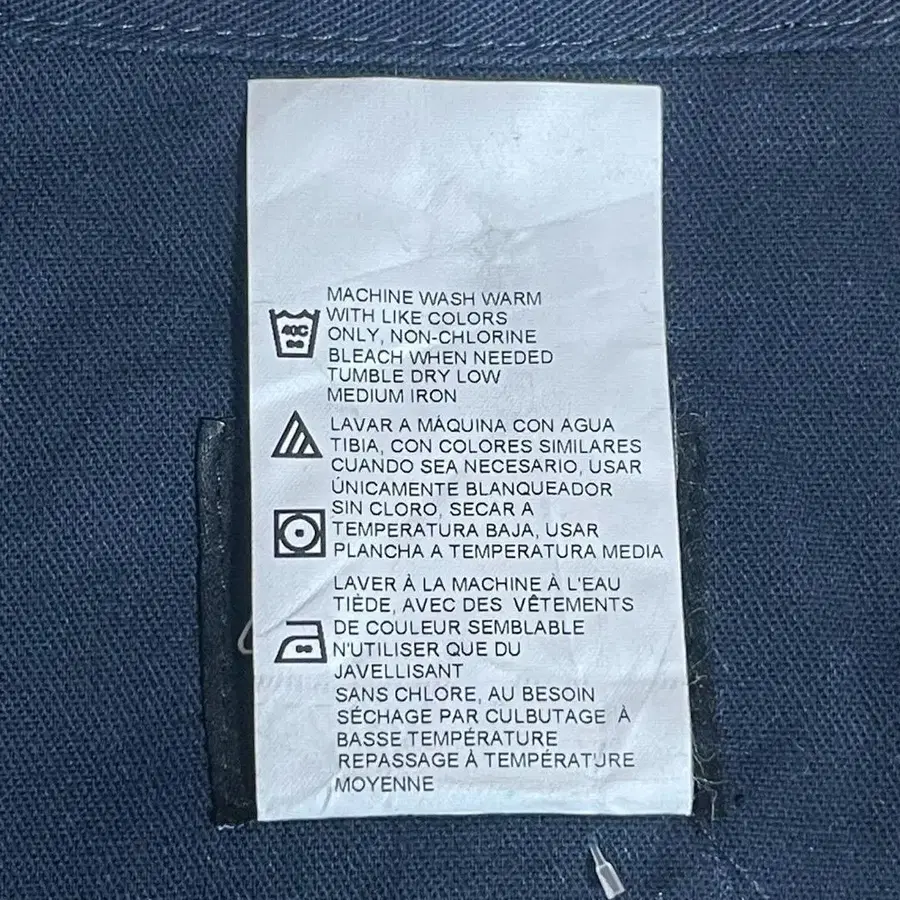 40C
MACHINE WASH WARM
WITH LIKE COLORS
ONLY, NON-CHLORINE
BLEACH WHEN NEEDED
TUMBLE DRY LOW
MEDIUM IRON
LAVAR A MÁQUINA CON AGUA
TIBIA, CON COLORES SIMILARES
CUANDO SEA NECESARIO, USAR
ÚNICAMENTE BLANQUEADOR
SIN CLORO, SECAR A
TEMPERATURA BAJA, USAR
PLANCHA A TEMPERATURA MEDIA
LAVER À LA MACHINE À L'EAU
TIÈDE, AVEC DES VÊTEMENTS
DE COULEUR SEMBLABLE
N'UTILISER QUE DU
JAVELLISANT
SANS CHLORE, AU BESOIN
SÉCHAGE PAR CULBUTAGE À
BASSE TEMPÉRATURE
REPASSAGE À TEMPÉRATURE
MOYENNE